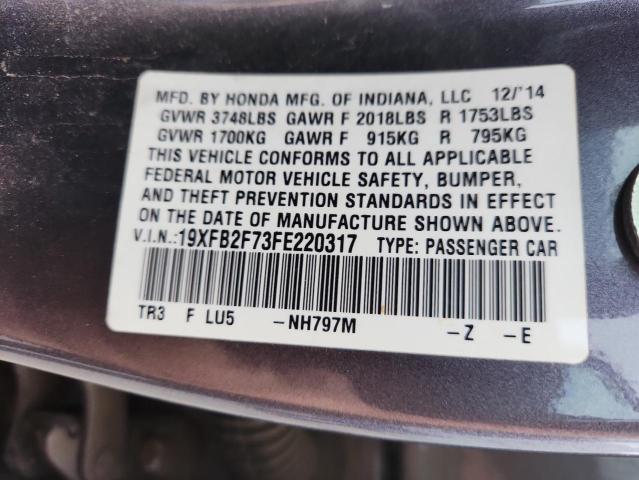 MFD. BY HONDA MFG. OF INDIANA, LLC 12/'14
GVWR 3748LBS GAWR F 2018LBS R 1753LBS
GVWR 1700KG GAWR F 915KG R 795KG
THIS VEHICLE CONFORMS TO ALL APPLICABLE
FEDERAL MOTOR VEHICLE SAFETY, BUMPER,
AND THEFT PREVENTION STANDARDS IN EFFECT
ON THE DATE OF MANUFACTURE SHOWN ABOVE.
V.I.N.:19XFB2F73FE220317 TYPE: PASSENGER CAR
TR3 F LU5 -NH797M -Z -E